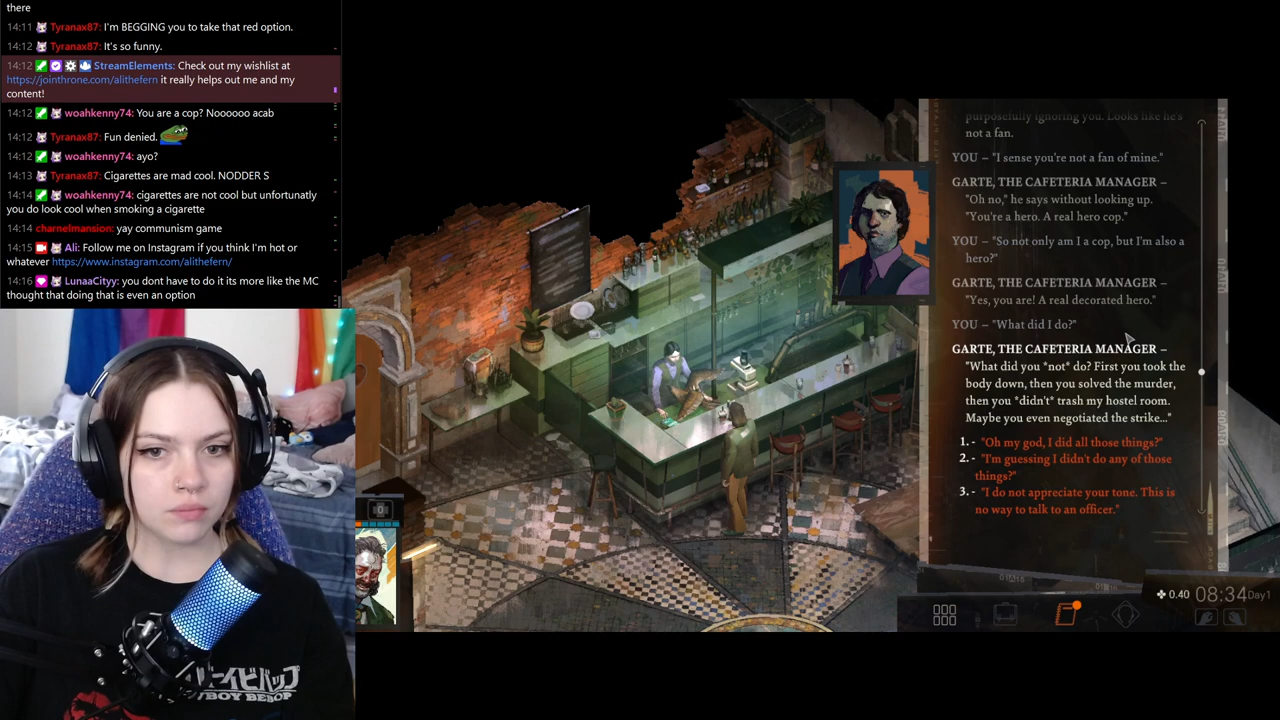 there
14:11 Tyranax87: I'm BEGGING you to take that red option.
14:12 Tyranax87: It's so funny.
14:12 StreamElements: Check out my wishlist at
https://jointhrone.com/alithefern it really helps out me and my
content!
14:12 woahkenny74: You are a cop? Noooooo acab
14:12 Tyranax87: Fun denied.
14:12 woahkenny74: ayo?
14:13 Tyranax87: Cigarettes are mad cool. NODDER S
14:14 woahkenny74: cigarettes are not cool but unfortunatly
you do look cool when smoking a cigarette
14:14 charnelmansion: yay communism game
14:15 Ali: Follow me on Instagram if you think I'm hot or
whatever https://www.instagram.com/alithefern/
14:16 LunaaCityy: you dont have to do it its more like the MC
thought that doing that is even an option
purposefully ignoring you. Looks like he's
not a fan.
YOU – "I sense you're not a fan of mine."
GARTE, THE CAFETERIA MANAGER –
"Oh no," he says without looking up.
"You're a hero. A real hero cop."
YOU – "So not only am I a cop, but I'm also a
hero?"
GARTE, THE CAFETERIA MANAGER –
"Yes, you are! A real decorated hero."
YOU – "What did I do?"
GARTE, THE CAFETERIA MANAGER –
"What did you *not* do? First you took the
body down, then you solved the murder,
then you *didn't* trash my hostel room.
Maybe you even negotiated the strike..."
1. - "Oh my god, I did all those things?"
2. - "I'm guessing I didn't do any of those
things?"
3. - "I do not appreciate your tone. This is
no way to talk to an officer."
0
0.40 08:34 Day1